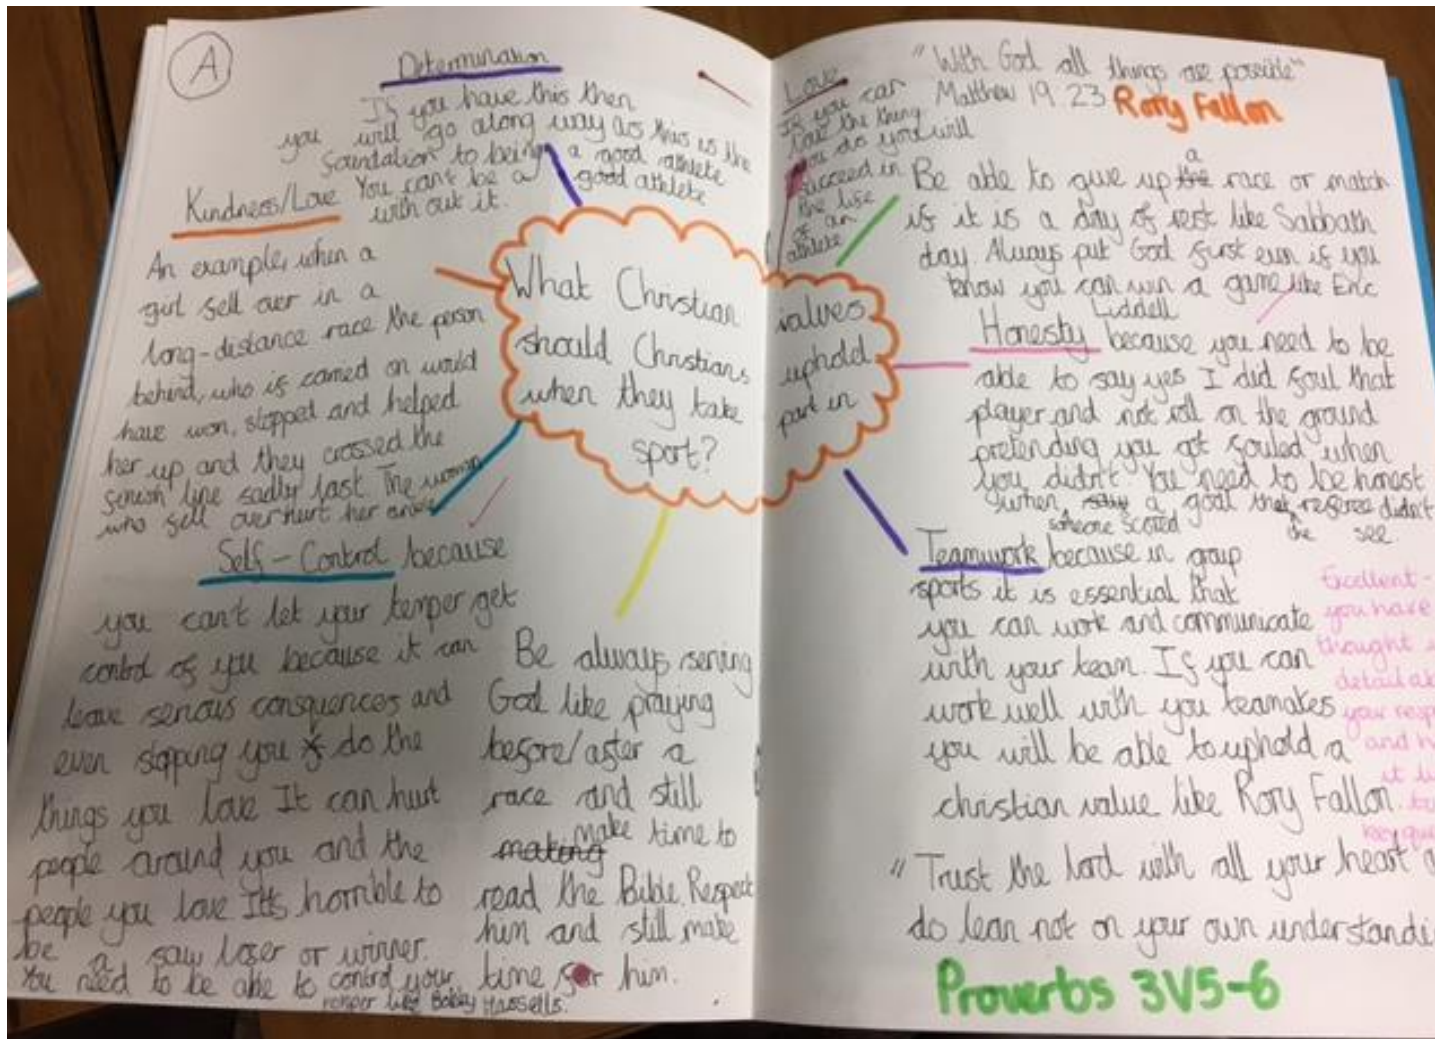 A
Determination
If you have this then
you will go along way as this is the
foundation to being a good athlete
You can't be a good athlete
with out it.
Kindness/Love
An example, when a
girl fell over in a
long-distance race the person
behind, who if carried on would
have won, stopped and helped
her up and they crossed the
finish line sadly last The woman
who fell over hurt her ankle
Self-Control because
you can't let your temper get
control of you because it can
leave serious consquences and
even stopping you do the
things you love It can hurt
people around you and the
people you love It's horrible to
be a saw loser or winner.
You need to be able to control your
temper like Bobby Hassells.
What Christian values
should Christians uphold
when they take part in
sport?
Be always serving
God like praying
before/after a
race and still
making make time to
read the Bible. Respect
him and still make
time for him.
Love
If you can
love the thing
you do you will
succeed in
the life
of an
athlete
"With God all things are possible"
Matthew 19.23 Rory Fallon
Be able to give up the a race or match
if it is a day of rest like Sabbath
day. Always put God first even if you
know you can win a game like Eric
Liddell
Honesty because you need to be
able to say yes I did foul that
player and not roll on the ground
pretending you got fouled when
you didn't You need to be honest
when someone scored a goal the referee didn't
see
Teamwork because in group
sports it is essential that
you can work and communicate
with your team. If you can
work well with you teamates
you will be able to uphold a
christian value like Rory Fallon.
Excellent -
you have
thought
detail
your
and
it
"Trust the lord with all your heart
do lean not on your own
Proverbs 3V5-6